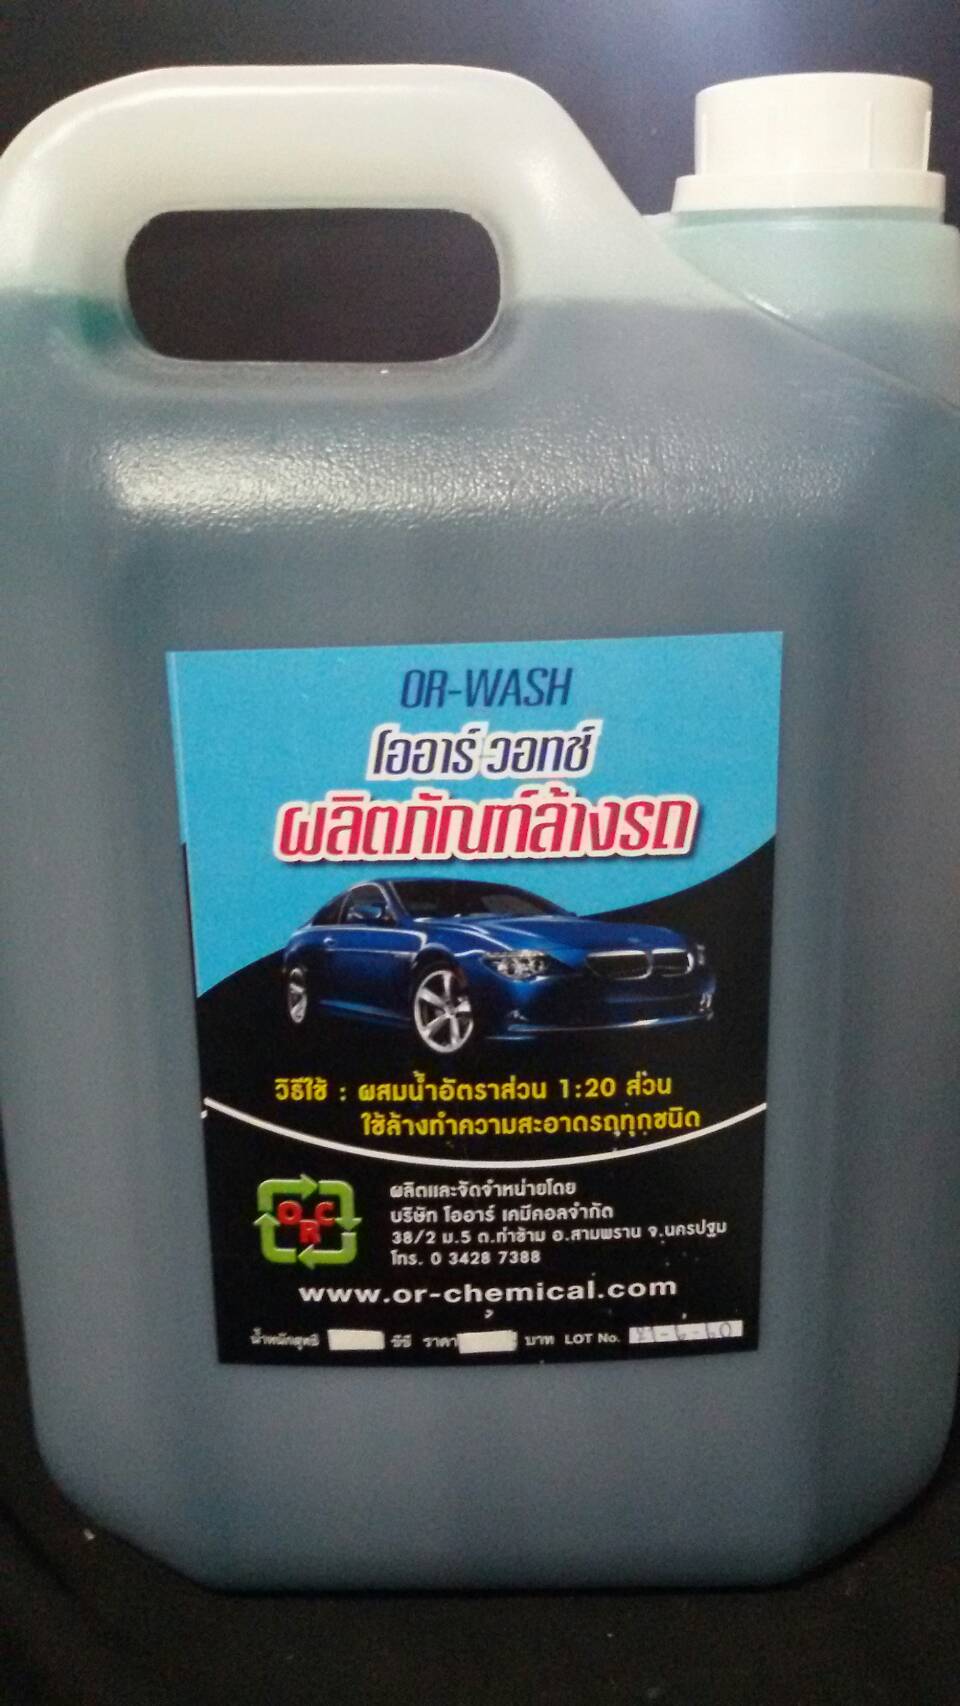 OR-WASH
โออาร์ วอทช์
ผลิตภัณฑ์ล้างรถ
วิธีใช้ : ผสมน้ำอัตราส่วน 1:20 ส่วน
ใช้ล้างทำความสะอาดรถทุกชนิด
ORC
ผลิตและจัดจำหน่ายโดย
บริษัท โออาร์ เคมีคอลจำกัด
38/2 ม.5 ต.ท่าข้าม อ.สามพราน จ.นครปฐม
โทร. 0 3428 7388
www.or-chemical.com
น้ำหนักสุทธิ ซีซี ราคา บาท LOT No.